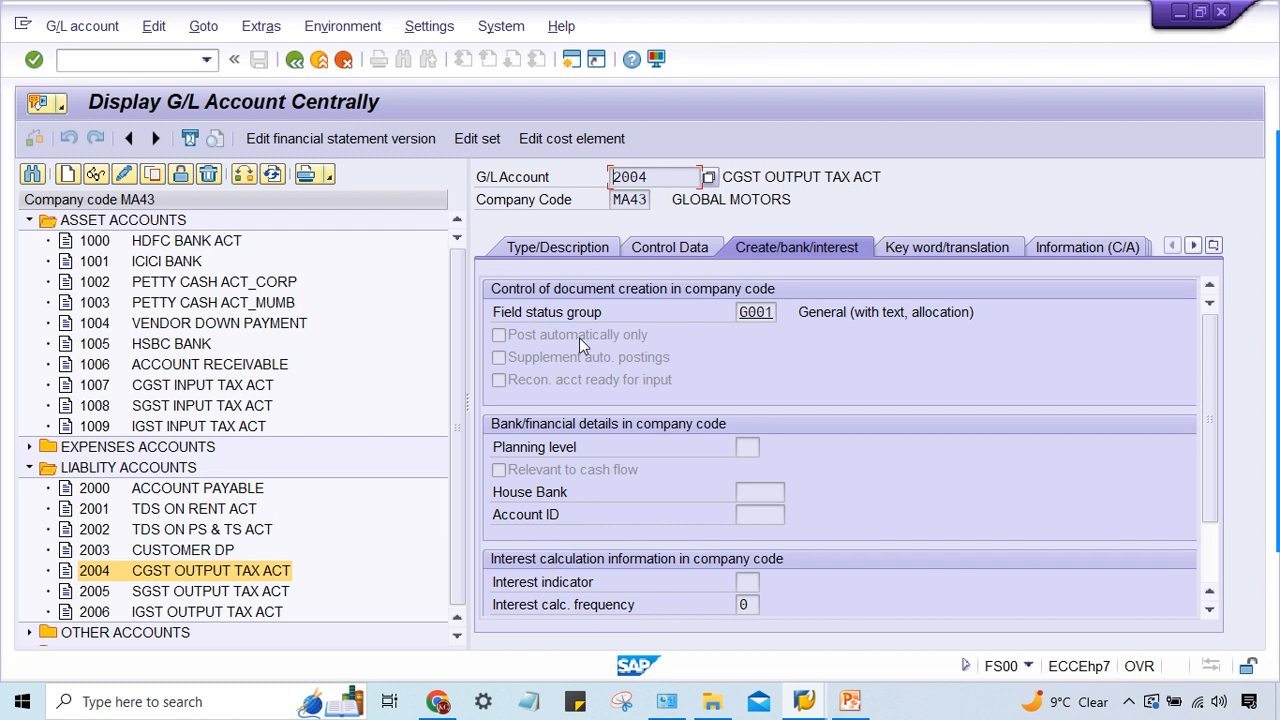 G/L account Edit Goto Extras Environment Settings System Help
Display G/L Account Centrally
Edit financial statement version Edit set Edit cost element
Company code MA43
ASSET ACCOUNTS
1000 HDFC BANK ACT
1001 ICICI BANK
1002 PETTY CASH ACT_CORP
1003 PETTY CASH ACT_MUMB
1004 VENDOR DOWN PAYMENT
1005 HSBC BANK
1006 ACCOUNT RECEIVABLE
1007 CGST INPUT TAX ACT
1008 SGST INPUT TAX ACT
1009 IGST INPUT TAX ACT
EXPENSES ACCOUNTS
LIABLITY ACCOUNTS
2000 ACCOUNT PAYABLE
2001 TDS ON RENT ACT
2002 TDS ON PS & TS ACT
2003 CUSTOMER DP
2004 CGST OUTPUT TAX ACT
2005 SGST OUTPUT TAX ACT
2006 IGST OUTPUT TAX ACT
OTHER ACCOUNTS
G/L Account 2004 CGST OUTPUT TAX ACT
Company Code MA43 GLOBAL MOTORS
Type/Description Control Data Create/bank/interest Key word/translation Information (C/A)
Control of document creation in company code
Field status group G001 General (with text, allocation)
Post automatically only
Supplement auto. postings
Recon. acct ready for input
Bank/financial details in company code
Planning level
Relevant to cash flow
House Bank
Account ID
Interest calculation information in company code
Interest indicator
Interest calc. frequency 0
SAP
FS00 ECCEhp7 OVR
Type here to search
9°C Clear